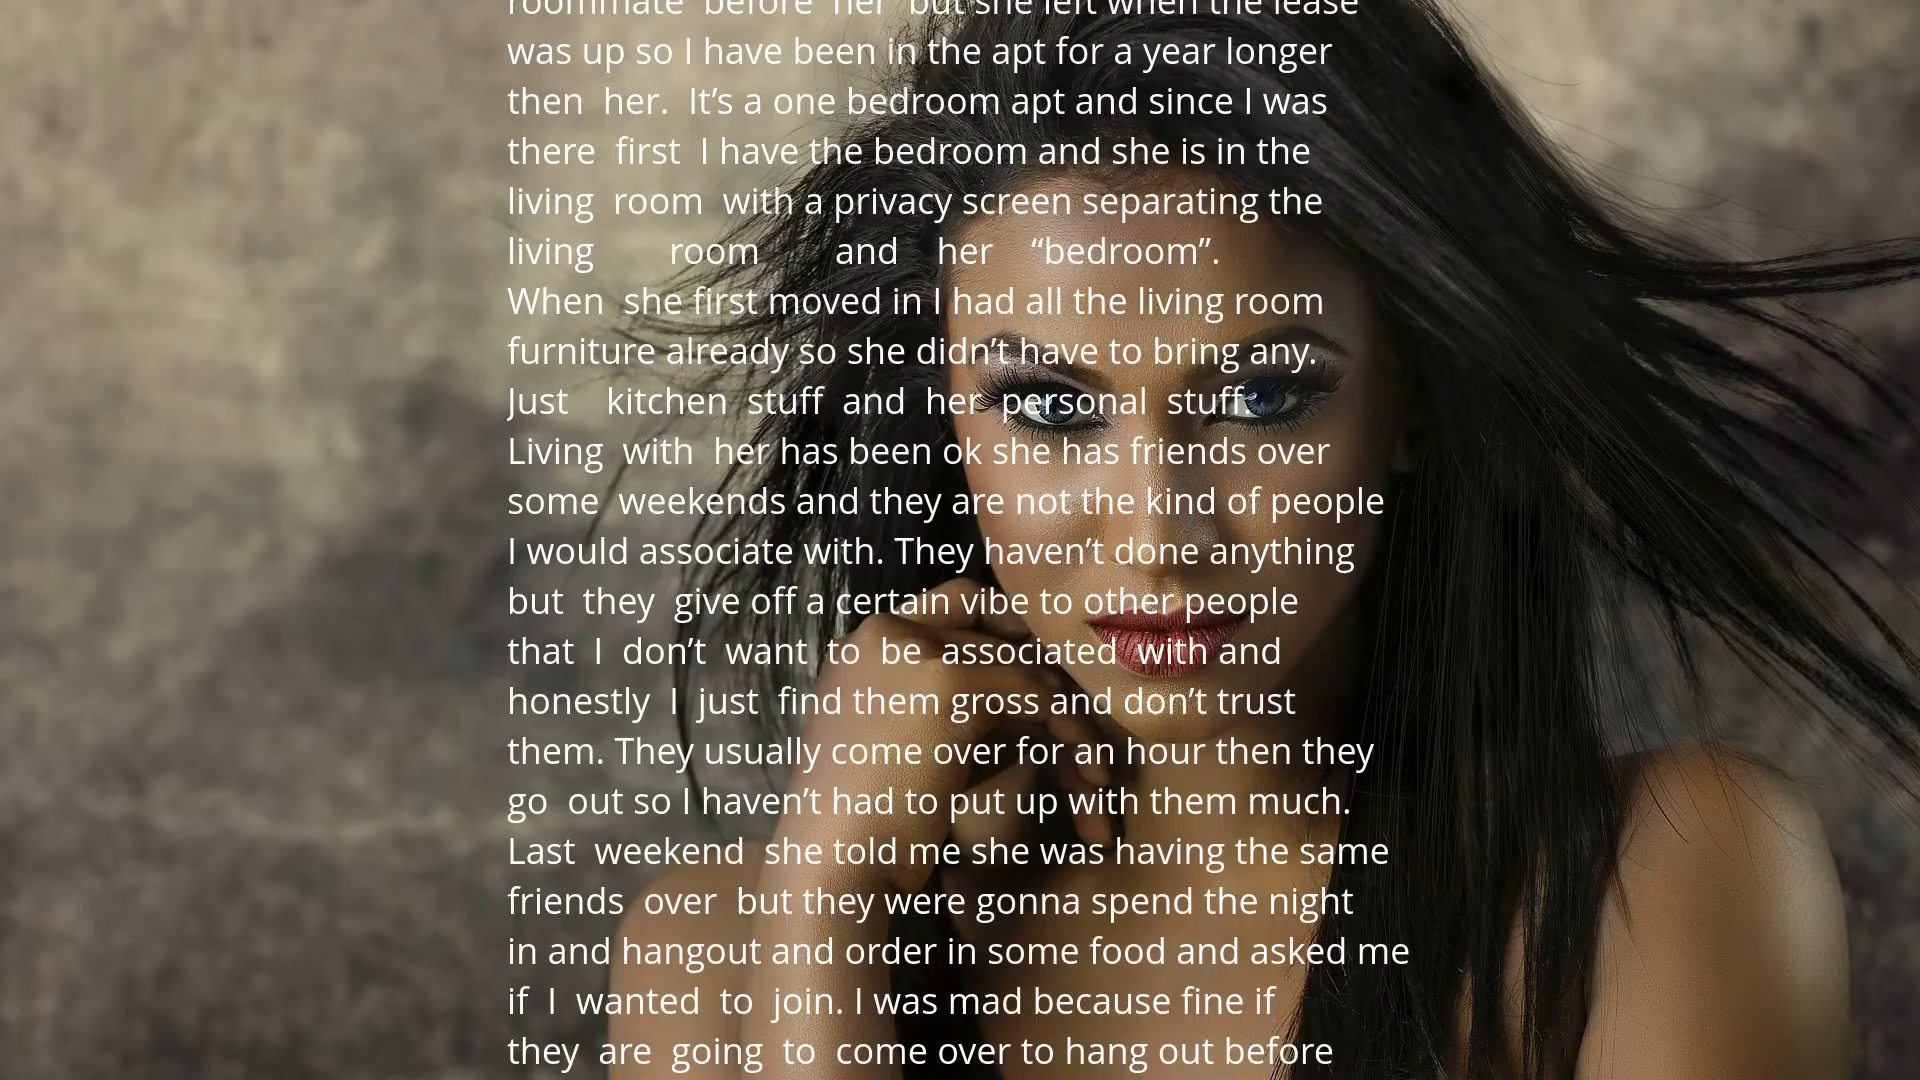 roommate before her but she left when the lease
was up so I have been in the apt for a year longer
then her. It’s a one bedroom apt and since I was
there first I have the bedroom and she is in the
living room with a privacy screen separating the
living room and her “bedroom”.
When she first moved in I had all the living room
furniture already so she didn’t have to bring any.
Just kitchen stuff and her personal stuff.
Living with her has been ok she has friends over
some weekends and they are not the kind of people
I would associate with. They haven’t done anything
but they give off a certain vibe to other people
that I don’t want to be associated with and
honestly I just find them gross and don’t trust
them. They usually come over for an hour then they
go out so I haven’t had to put up with them much.
Last weekend she told me she was having the same
friends over but they were gonna spend the night
in and hangout and order in some food and asked me
if I wanted to join. I was mad because fine if
they are going to come over to hang out before